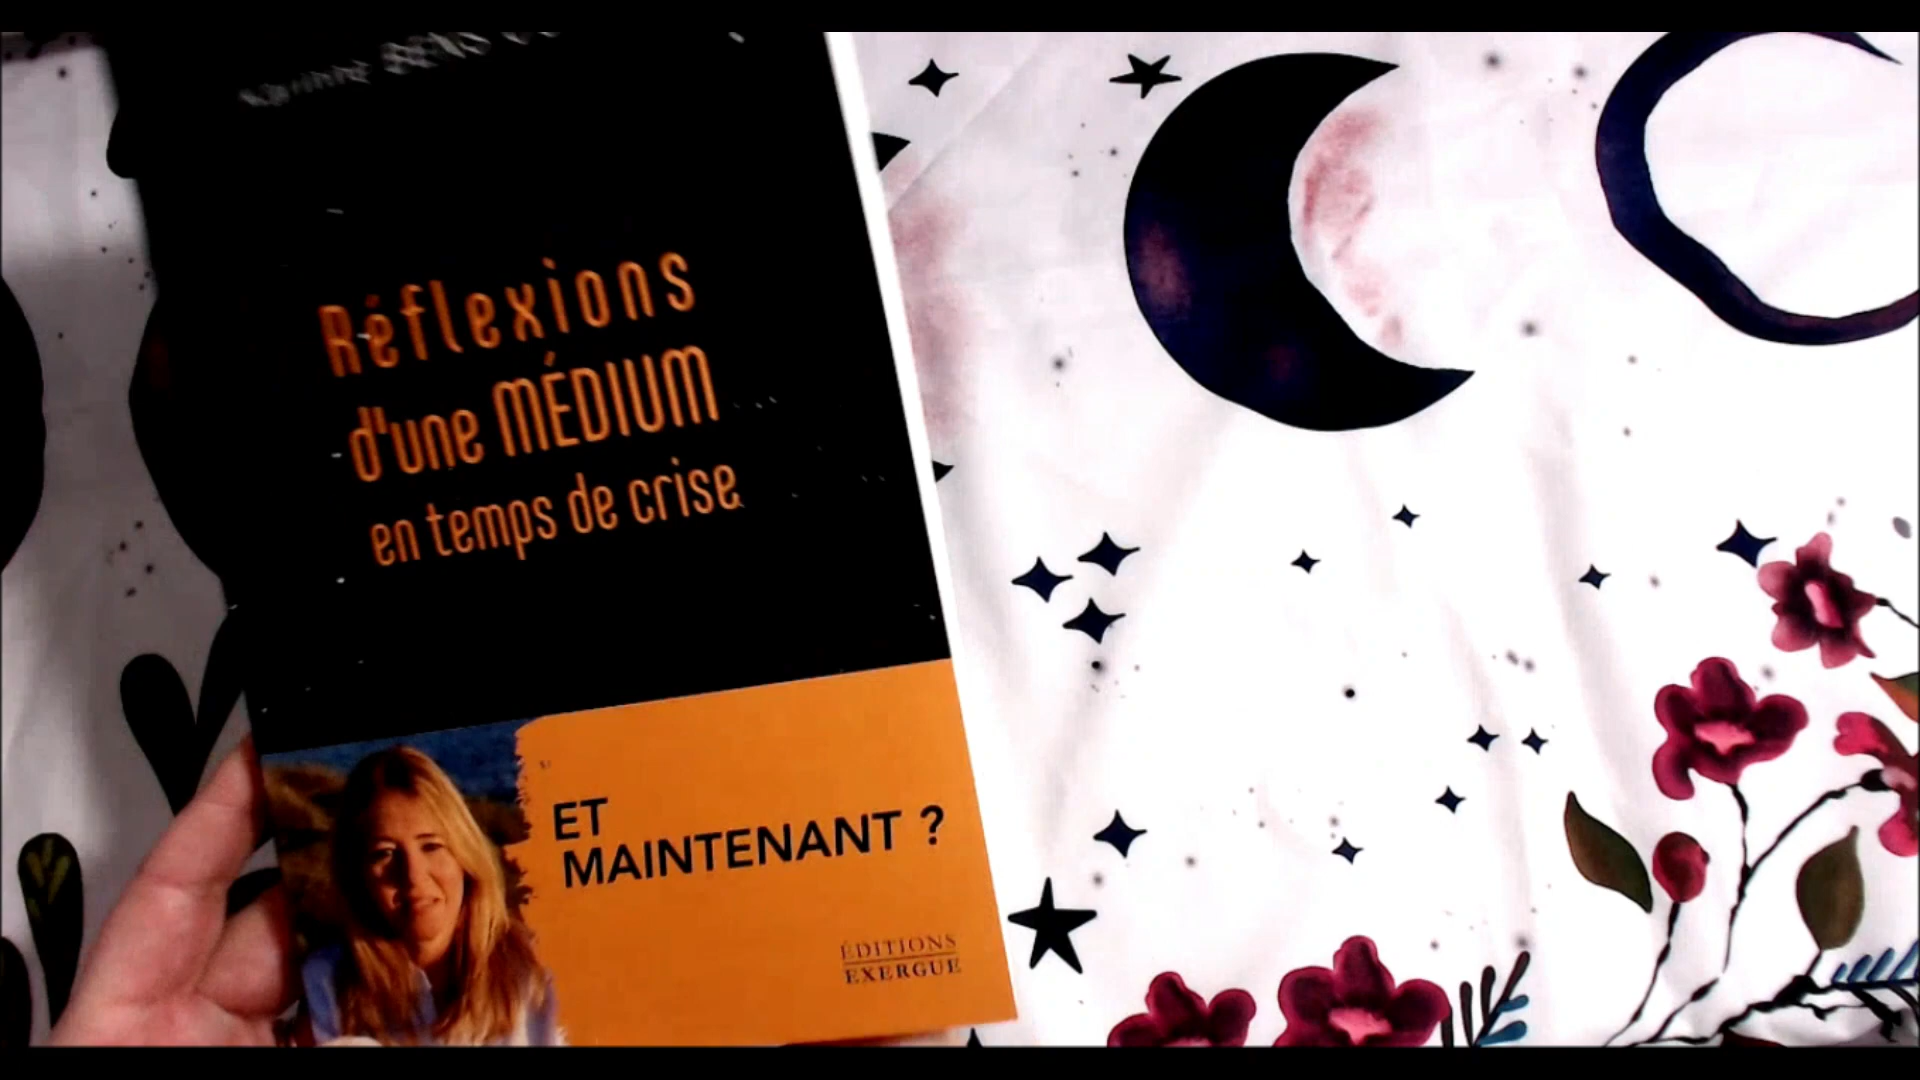 Réflexions
d'une MÉDIUM
en temps de crise
ET
MAINTENANT ?
ÉDITIONS
EXERGUE